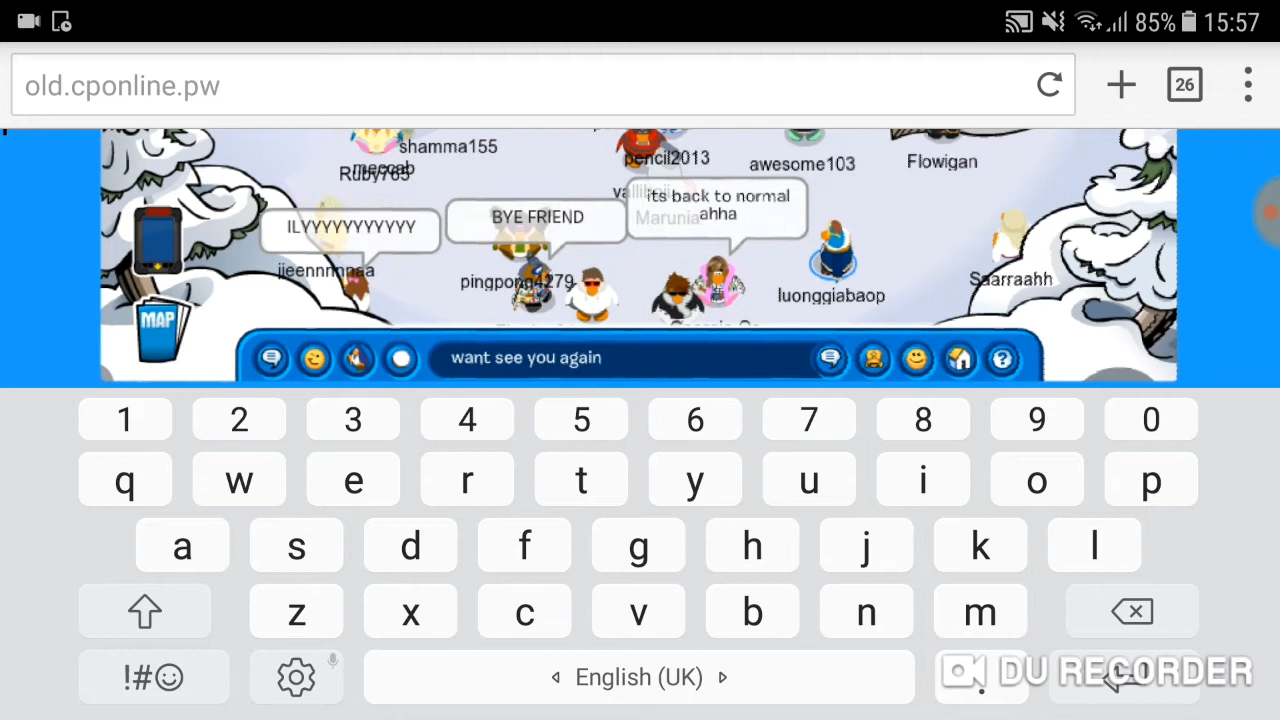 85% 15:57
old.cponline.pw
26
shamma155
Ruby765
pencil2013
awesome103
Flowigan
its back to normal
ahha
Marunia
BYE FRIEND
ILYYYYYYYYYYY
jjeennnnnaa
pingpong4279
luonggiabaop
Saarraahh
MAP
want see you again
1 2 3 4 5 6 7 8 9 0
q w e r t y u i o p
a s d f g h j k l
z x c v b n m
!#☺ English (UK) .
DU RECORDER